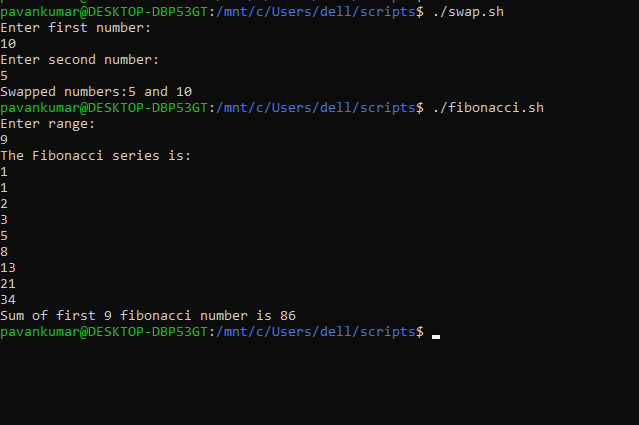 pavankumar@DESKTOP-DBP53GT:/mnt/c/Users/dell/scripts$ ./swap.sh
Enter first number:
10
Enter second number:
5
Swapped numbers:5 and 10
pavankumar@DESKTOP-DBP53GT:/mnt/c/Users/dell/scripts$ ./fibonacci.sh
Enter range:
9
The Fibonacci series is:
1
1
2
3
5
8
13
21
34
Sum of first 9 fibonacci number is 86
pavankumar@DESKTOP-DBP53GT:/mnt/c/Users/dell/scripts$